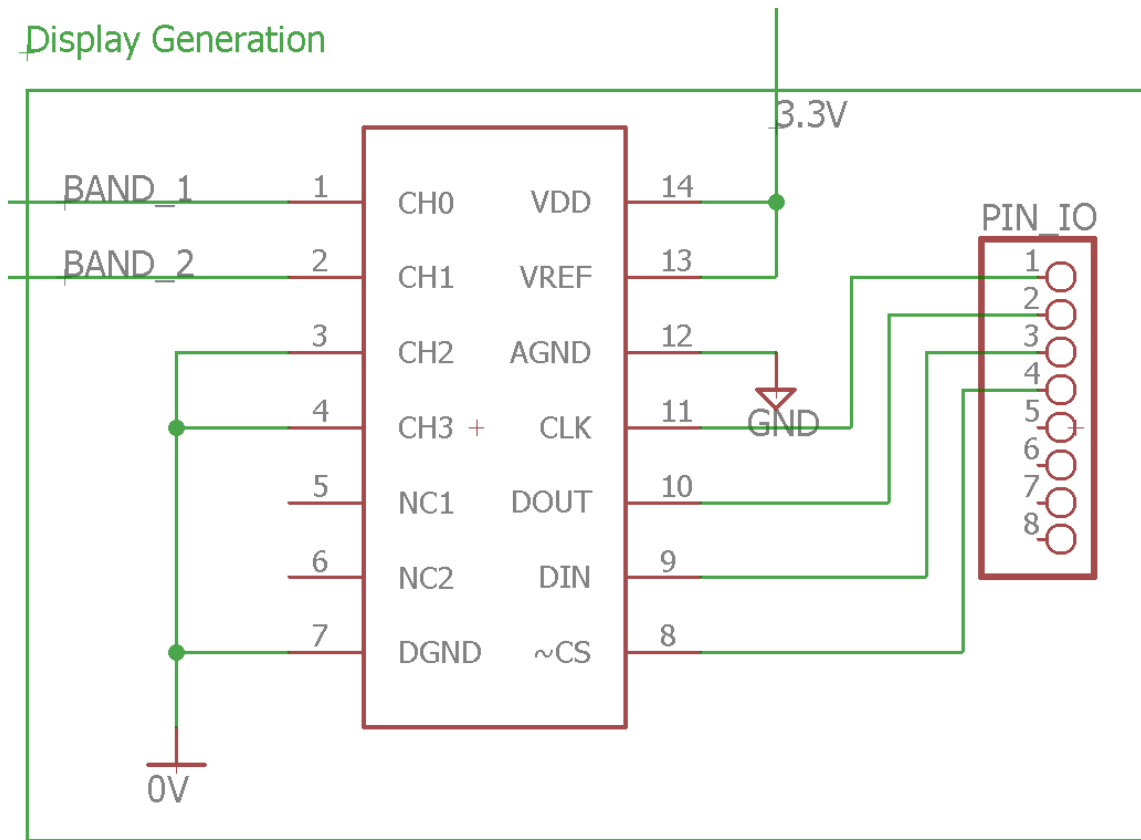 Display Generation
3.3V
BAND_1
1
CH0
VDD
14
BAND_2
2
CH1
VREF
13
3
CH2
AGND
12
GND
4
CH3
CLK
11
5
NC1
DOUT
10
6
NC2
DIN
9
7
DGND
~CS
8
0V
PIN_IO
1
2
3
4
5
6
7
8